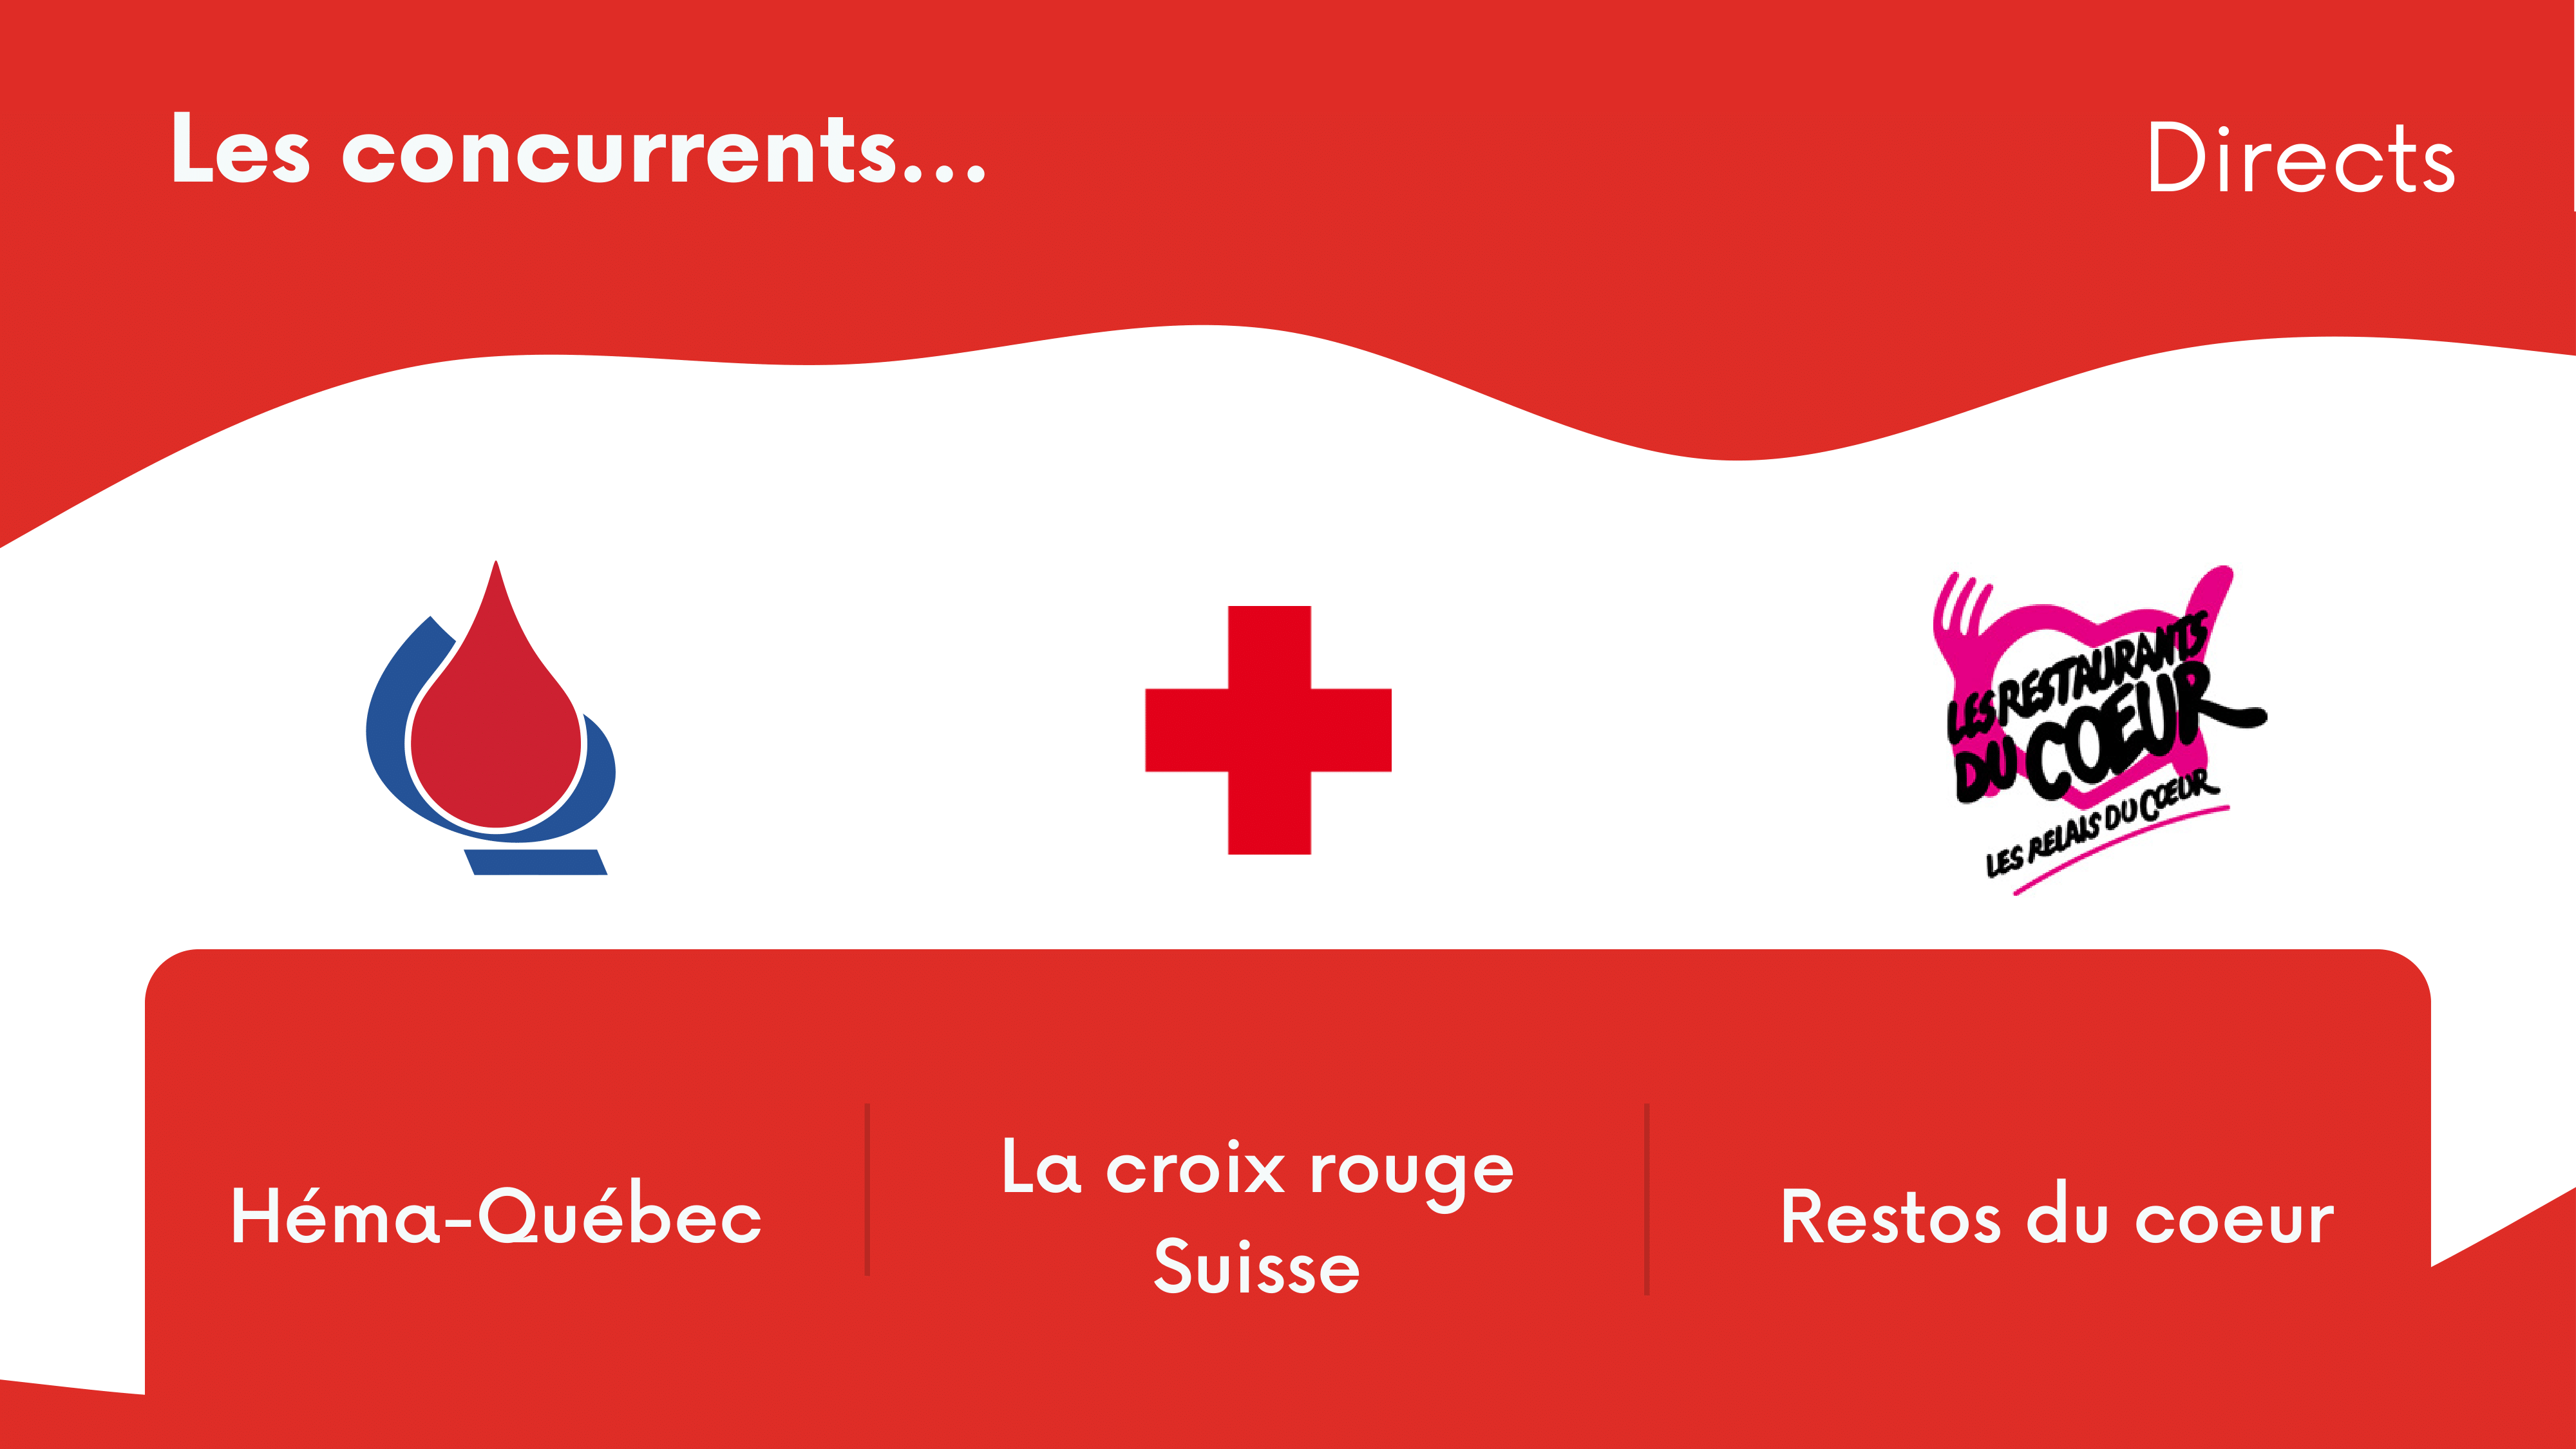 Les concurrents...
Directs
LES RESTAURANTS
DU COEUR
LES RELAIS DU COEUR
Héma-Québec
La croix rouge
Suisse
Restos du coeur